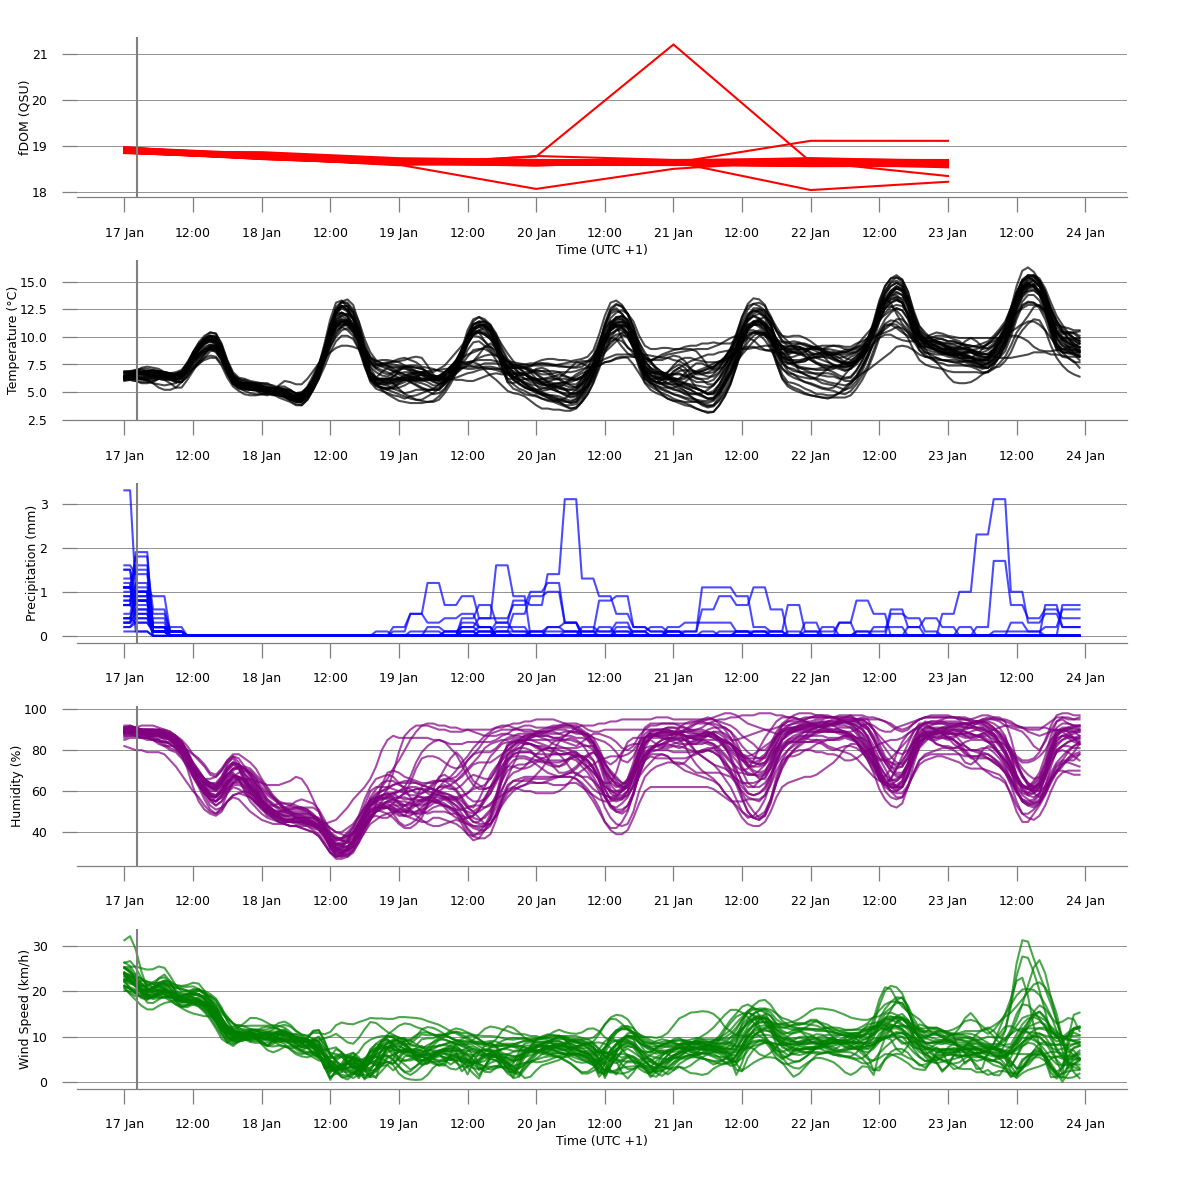 fDOM (QSU)
21
20
19
18
17 Jan 12:00 18 Jan 12:00 19 Jan 12:00 20 Jan 12:00 21 Jan 12:00 22 Jan 12:00 23 Jan 12:00 24 Jan
Time (UTC +1)
Temperature (°C)
15.0
12.5
10.0
7.5
5.0
2.5
17 Jan 12:00 18 Jan 12:00 19 Jan 12:00 20 Jan 12:00 21 Jan 12:00 22 Jan 12:00 23 Jan 12:00 24 Jan
Precipitation (mm)
3
2
1
0
17 Jan 12:00 18 Jan 12:00 19 Jan 12:00 20 Jan 12:00 21 Jan 12:00 22 Jan 12:00 23 Jan 12:00 24 Jan
Humidity (%)
100
80
60
40
17 Jan 12:00 18 Jan 12:00 19 Jan 12:00 20 Jan 12:00 21 Jan 12:00 22 Jan 12:00 23 Jan 12:00 24 Jan
Wind Speed (km/h)
30
20
10
0
17 Jan 12:00 18 Jan 12:00 19 Jan 12:00 20 Jan 12:00 21 Jan 12:00 22 Jan 12:00 23 Jan 12:00 24 Jan
Time (UTC +1)